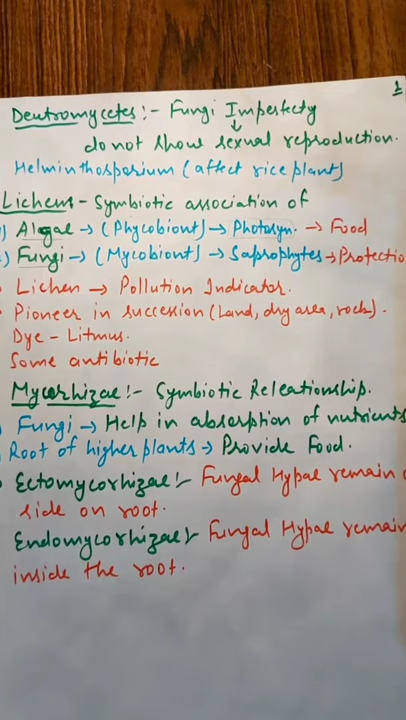 1
Deutromycetes:- Fungi Imperfecty
↓
do not show sexual reproduction.
Helminthosporium (affect rice plant)
Lichens - Symbiotic association of
) Algae → (Phycobiont) → Photosyn. → Food
) Fungi → (Mycobiont) → Saprophytes → Protectio
Lichen → Pollution Indicator.
Pioneer in succession (Land, dry area, rock).
Dye - Litmus.
Some antibiotic
Mycorhizae:- Symbiotic Releationship.
Fungi → Help in absorption of nutrients
Root of higher plants → Provide Food.
Ectomycorhizae:- Fungal Hypae remain o
side on root.
Endomycorhizae:- Fungal Hypae remain
inside the root.